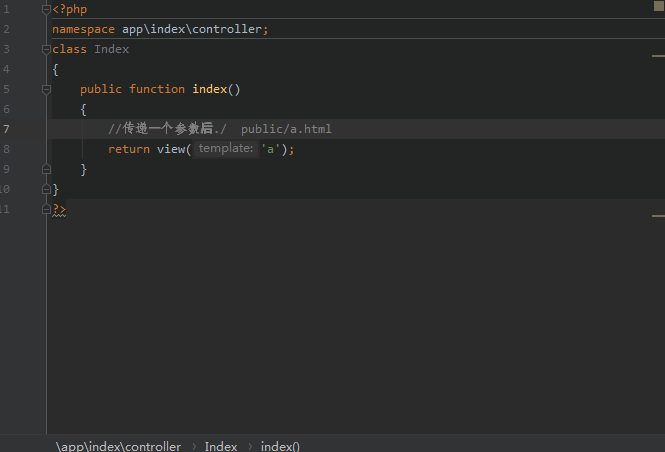 1 <?php
2 namespace app\index\controller;
3 class Index
4 {
5 public function index()
6 {
7 //传递一个参数后./ public/a.html
8 return view( template: 'a');
9 }
10 }
11 ?>
\app\index\controller › Index › index()